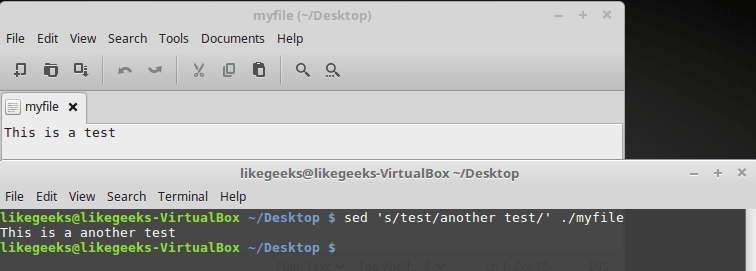 myfile (~/Desktop)
File Edit View Search Tools Documents Help
myfile
This is a test
likegeeks@likegeeks-VirtualBox ~/Desktop
File Edit View Search Terminal Help
likegeeks@likegeeks-VirtualBox ~/Desktop $ sed 's/test/another test/' ./myfile
This is a another test
likegeeks@likegeeks-VirtualBox ~/Desktop $